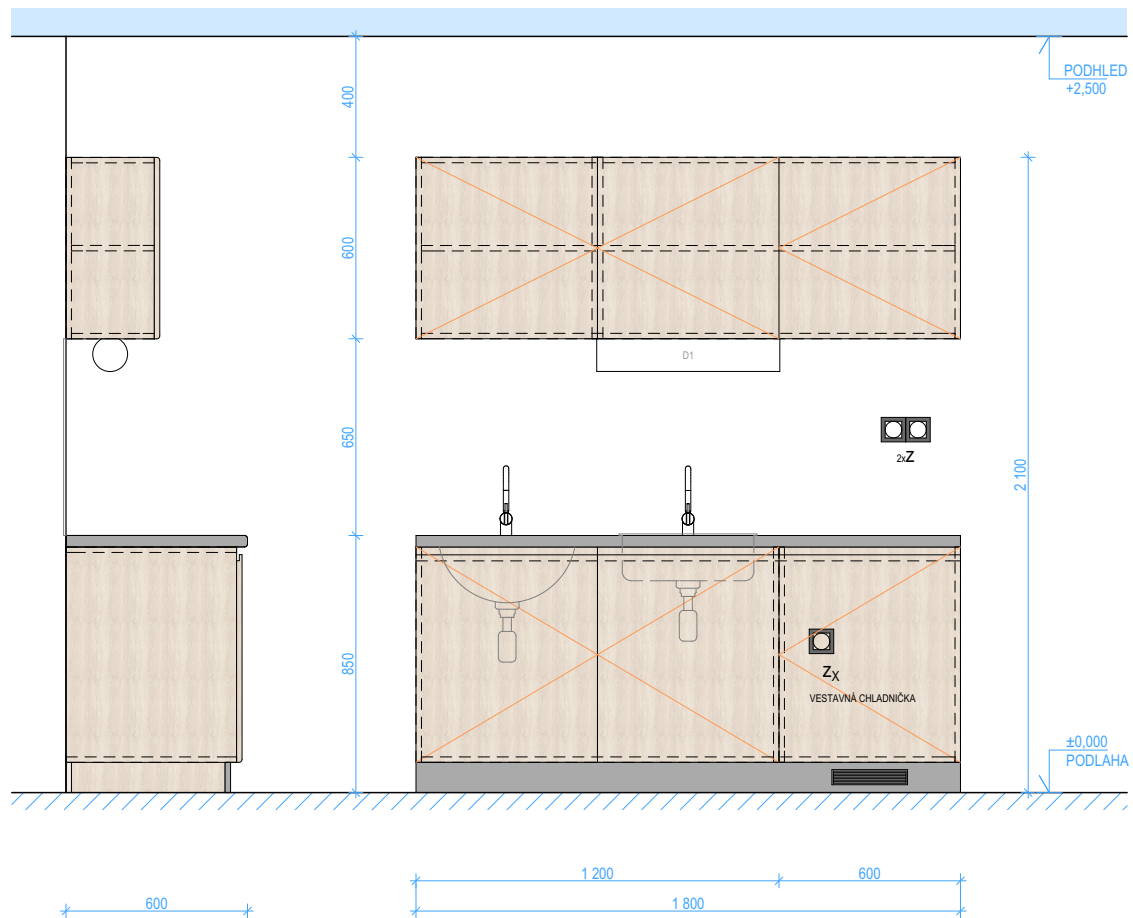 PODHLED
+2,500
400
600
D1
650
2xZ
2 100
850
ZX
VESTAVNÁ CHLADNIČKA
±0,000
PODLAHA
1 200
600
600
1 800